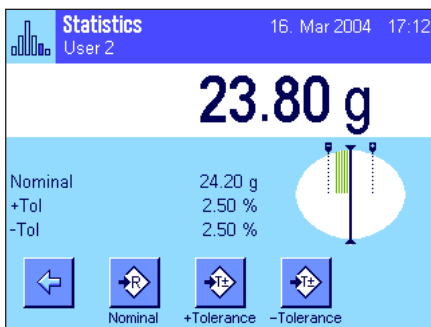 Statistics 16. Mar 2004 17:12
User 2
23.80 g
Nominal 24.20 g
+Tol 2.50 %
-Tol 2.50 %
R T± T±
Nominal +Tolerance -Tolerance